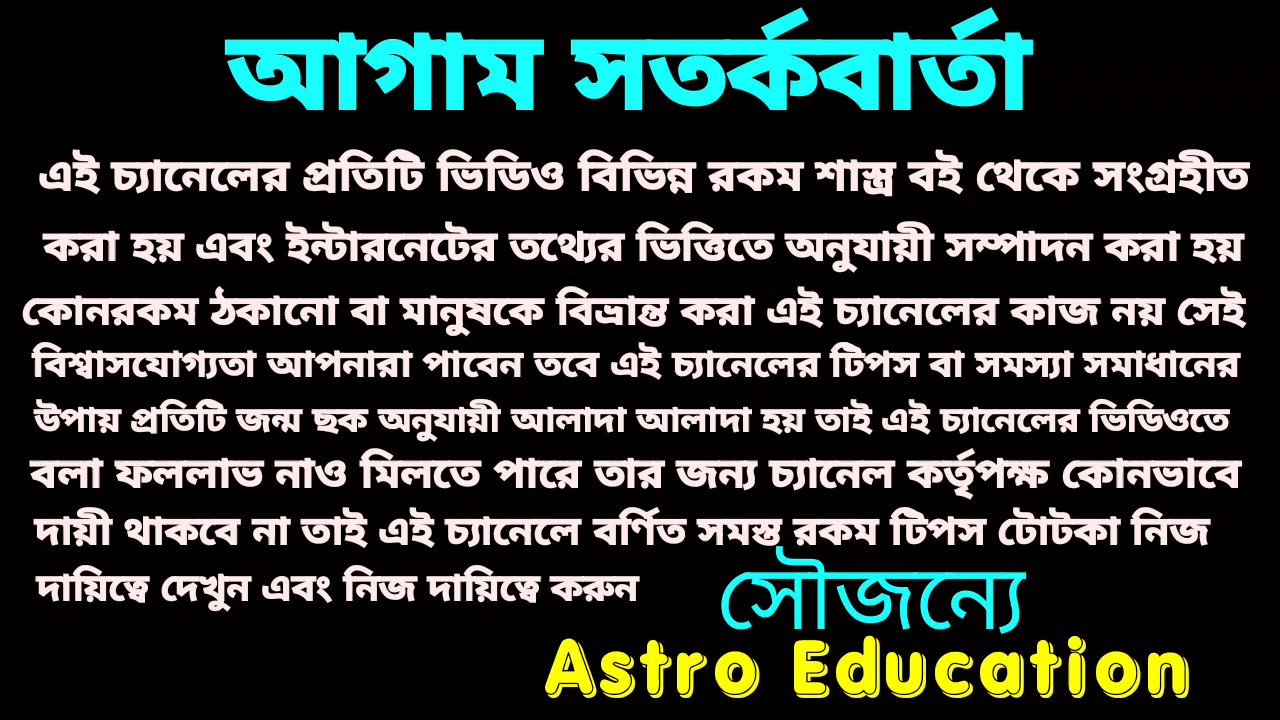 আগাম সতর্কবার্তা
এই চ্যানেলের প্রতিটি ভিডিও বিভিন্ন রকম শাস্ত্র বই থেকে সংগ্রহীত
করা হয় এবং ইন্টারনেটের তথ্যের ভিত্তিতে অনুযায়ী সম্পাদন করা হয়
কোনরকম ঠকানো বা মানুষকে বিভ্রান্ত করা এই চ্যানেলের কাজ নয় সেই
বিশ্বাসযোগ্যতা আপনারা পাবেন তবে এই চ্যানেলের টিপস বা সমস্যা সমাধানের
উপায় প্রতিটি জন্ম ছক অনুযায়ী আলাদা আলাদা হয় তাই এই চ্যানেলের ভিডিওতে
বলা ফললাভ নাও মিলতে পারে তার জন্য চ্যানেল কর্তৃপক্ষ কোনভাবে
দায়ী থাকবে না তাই এই চ্যানেলে বর্ণিত সমস্ত রকম টিপস টোটকা নিজ
দায়িত্বে দেখুন এবং নিজ দায়িত্বে করুন
সৌজন্যে
Astro Education